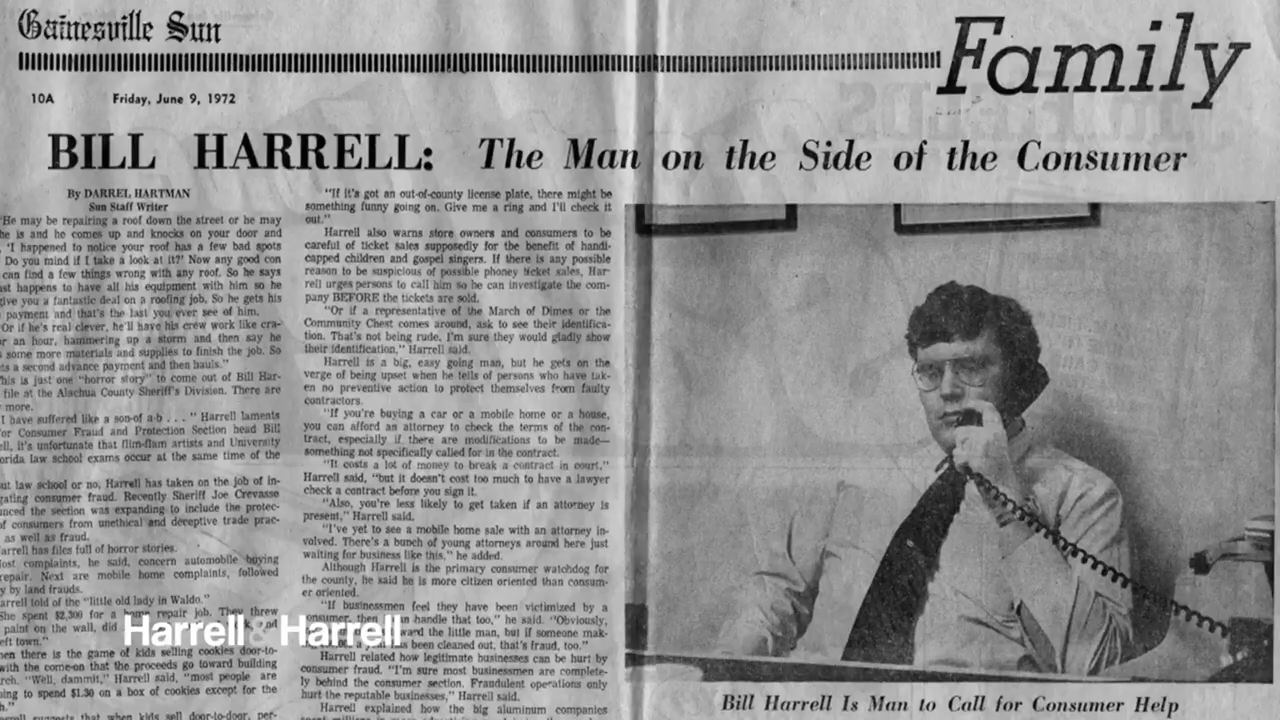 Gainesville Sun
Family
10A Friday, June 9, 1972
BILL HARRELL: The Man on the Side of the Consumer
By DARREL HARTMAN
Sun Staff Writer
"He may be repairing a roof down the street or he may
he is and he comes up and knocks on your door and
'I happened to notice your roof has a few bad spots
Do you mind if I take a look at it?' Now any good con
can find a few things wrong with any roof. So he says
happens to have all his equipment with him so he
give you a fantastic deal on a roofing job. So he gets his
payment and that's the last you ever see of him.
"Or if he's real clever, he'll have his crew work like cra-
an hour, hammering up a storm and then say he
some more materials and supplies to finish the job. So
a second advance payment and then hauls."
This is just one "horror story" to come out of Bill Har-
file at the Alachua County Sheriff's Division. There are
more.
"I have suffered like a son-of a-b . . . " Harrell laments
for Consumer Fraud and Protection Section head Bill
it's unfortunate that flim-flam artists and University
law school exams occur at the same time of the
law school or no, Harrell has taken on the job of in-
consumer fraud. Recently Sheriff Joe Crevasse
the section was expanding to include the protec-
of consumers from unethical and deceptive trade prac-
as well as fraud.
Harrell has files full of horror stories.
Most complaints, he said, concern automobile buying
repair. Next are mobile home complaints, followed
by land frauds.
Harrell told of the "little old lady in Waldo."
"She spent $2,300 for a home repair job. They threw
paint on the wall, did
left town."
there is the game of kids selling cookies door-to-
with the come-on that the proceeds go toward building
"Well, dammit," Harrell said, "most people are
to spend $1.30 on a box of cookies except for the
suggests that when kids sell door-to-door, per-
"If it's got an out-of-county license plate, there might be
something funny going on. Give me a ring and I'll check it
out."
Harrell also warns store owners and consumers to be
careful of ticket sales supposedly for the benefit of handi-
capped children and gospel singers. If there is any possible
reason to be suspicious of possible phoney ticket sales, Har-
rell urges persons to call him so he can investigate the com-
pany BEFORE the tickets are sold.
"Or if a representative of the March of Dimes or the
Community Chest comes around, ask to see their identifica-
tion. That's not being rude. I'm sure they would gladly show
their identification," Harrell said.
Harrell is a big, easy going man, but he gets on the
verge of being upset when he tells of persons who have tak-
en no preventive action to protect themselves from faulty
contractors.
"If you're buying a car or a mobile home or a house,
you can afford an attorney to check the terms of the con-
tract, especially if there are modifications to be made—
something not specifically called for in the contract.
"It costs a lot of money to break a contract in court,"
Harrell said, "but it doesn't cost too much to have a lawyer
check a contract before you sign it.
"Also, you're less likely to get taken if an attorney is
present," Harrell said.
"I've yet to see a mobile home sale with an attorney in-
volved. There's a bunch of young attorneys around here just
waiting for business like this," he added.
Although Harrell is the primary consumer watchdog for
the county, he said he is more citizen oriented than consum-
er oriented.
"If businessmen feel they have been victimized by a
consumer, then handle that too," he said. "Obviously,
the little man, but if someone mak-
been cleaned out, that's fraud, too."
Harrell related how legitimate businesses can be hurt by
consumer fraud. "I'm sure most businessmen are complete-
ly behind the consumer section. Fraudulent operations only
hurt the reputable businesses," Harrell said.
Harrell explained how the big aluminum companies
Harrell & Harrell
Bill Harrell Is Man to Call for Consumer Help